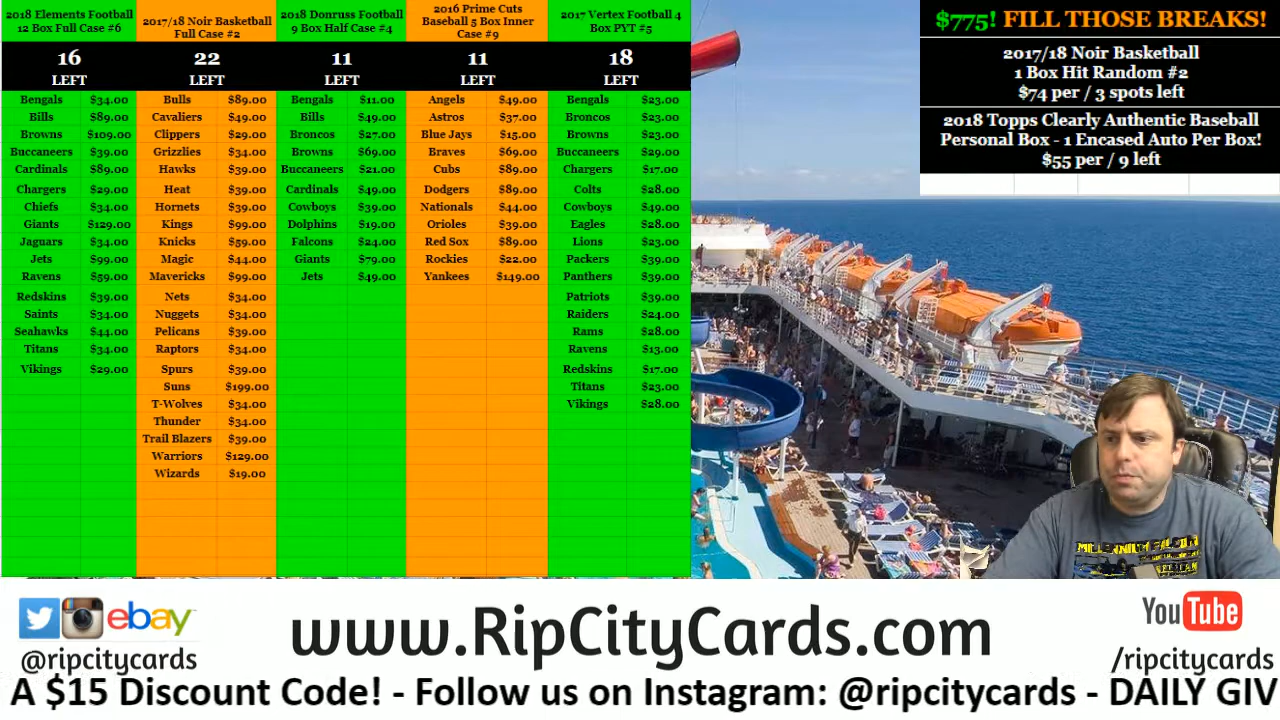 2018 Elements Football
12 Box Full Case #6
16
LEFT
Bengals $34.00
Bills $89.00
Browns $109.00
Buccaneers $39.00
Cardinals $89.00
Chargers $29.00
Chiefs $34.00
Giants $129.00
Jaguars $34.00
Jets $99.00
Ravens $59.00
Redskins $39.00
Saints $34.00
Seahawks $44.00
Titans $34.00
Vikings $29.00
2017/18 Noir Basketball
Full Case #2
22
LEFT
Bulls $89.00
Cavaliers $49.00
Clippers $29.00
Grizzlies $34.00
Hawks $39.00
Heat $39.00
Hornets $39.00
Kings $99.00
Knicks $59.00
Magic $44.00
Mavericks $99.00
Nets $34.00
Nuggets $34.00
Pelicans $39.00
Raptors $34.00
Spurs $39.00
Suns $199.00
T-Wolves $34.00
Thunder $34.00
Trail Blazers $39.00
Warriors $129.00
Wizards $19.00
2018 Donruss Football
9 Box Half Case #4
11
LEFT
Bengals $11.00
Bills $49.00
Broncos $27.00
Browns $69.00
Buccaneers $21.00
Cardinals $49.00
Cowboys $39.00
Dolphins $19.00
Falcons $24.00
Giants $79.00
Jets $49.00
2016 Prime Cuts
Baseball 5 Box Inner
Case #9
11
LEFT
Angels $49.00
Astros $37.00
Blue Jays $15.00
Braves $69.00
Cubs $89.00
Dodgers $89.00
Nationals $44.00
Orioles $39.00
Red Sox $89.00
Rockies $22.00
Yankees $149.00
2017 Vertex Football 4
Box PYT #5
18
LEFT
Bengals $23.00
Broncos $23.00
Browns $23.00
Buccaneers $29.00
Chargers $17.00
Colts $28.00
Cowboys $49.00
Eagles $28.00
Lions $23.00
Packers $39.00
Panthers $39.00
Patriots $39.00
Raiders $24.00
Rams $28.00
Ravens $13.00
Redskins $17.00
Titans $23.00
Vikings $28.00
$775! FILL THOSE BREAKS!
2017/18 Noir Basketball
1 Box Hit Random #2
$74 per / 3 spots left
2018 Topps Clearly Authentic Baseball
Personal Box - 1 Encased Auto Per Box!
$55 per / 9 left
MILLENNIUM FALCON
ebay
@ripcitycards
www.RipCityCards.com
YouTube
/ripcitycards
A $15 Discount Code! - Follow us on Instagram: @ripcitycards - DAILY GIV